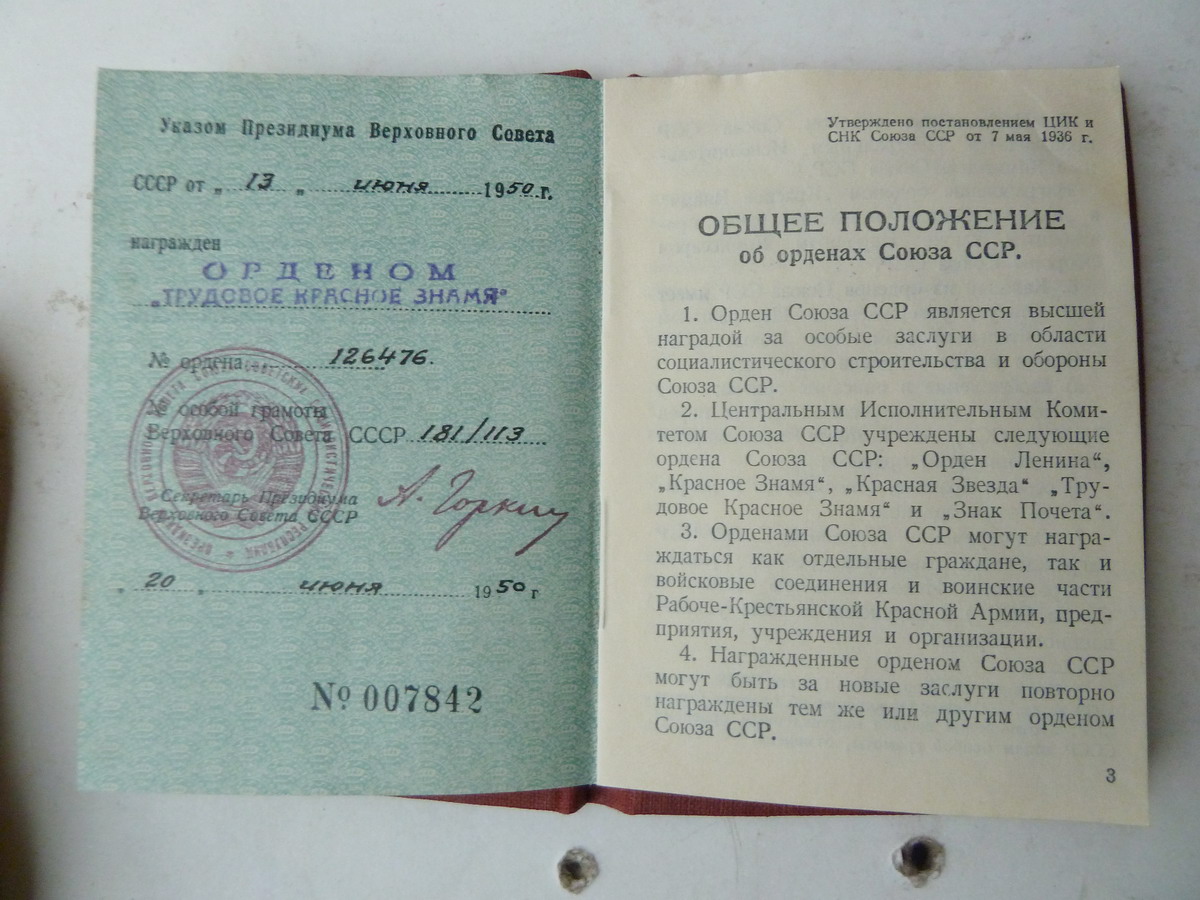 Указом Президиума Верховного Совета
СССР от „ 13 „ июня 1950 г.
награжден
ОРДЕНОМ
„ТРУДОВОЕ КРАСНОЕ ЗНАМЯ“
№ ордена 126476.
№ особой грамоты
Верховного Совета СССР 181/113
Секретарь Президиума
Верховного Совета СССР А. Горкин
„ 20 „ июня 1950 г
№ 007842
Утверждено постановлением ЦИК и
СНК Союза ССР от 7 мая 1936 г.
ОБЩЕЕ ПОЛОЖЕНИЕ
об орденах Союза ССР.
1. Орден Союза ССР является высшей
наградой за особые заслуги в области
социалистического строительства и обороны
Союза ССР.
2. Центральным Исполнительным Коми-
тетом Союза ССР учреждены следующие
ордена Союза ССР: „Орден Ленина“,
„Красное Знамя“, „Красная Звезда“ „Тру-
довое Красное Знамя“ и „Знак Почета“.
3. Орденами Союза ССР могут награ-
ждаться как отдельные граждане, так и
войсковые соединения и воинские части
Рабоче-Крестьянской Красной Армии, пред-
приятия, учреждения и организации.
4. Награжденные орденом Союза ССР
могут быть за новые заслуги повторно
награждены тем же или другим орденом
Союза ССР.
3